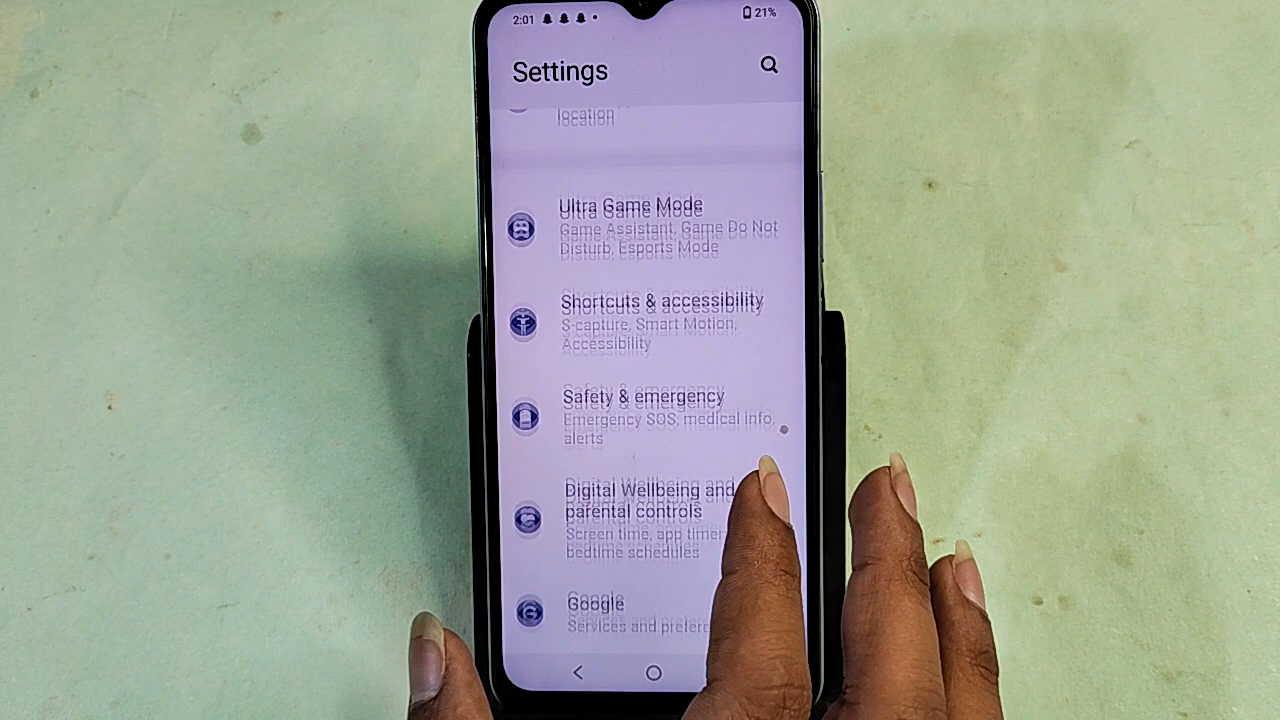 2:01
21%
Settings
location
Ultra Game Mode
Game Assistant, Game Do Not
Disturb, Esports Mode
Shortcuts & accessibility
S-capture, Smart Motion,
Accessibility
Safety & emergency
Emergency SOS, medical info,
alerts
Digital Wellbeing and
parental controls
Screen time, app timer
bedtime schedules
Google
Services and prefere